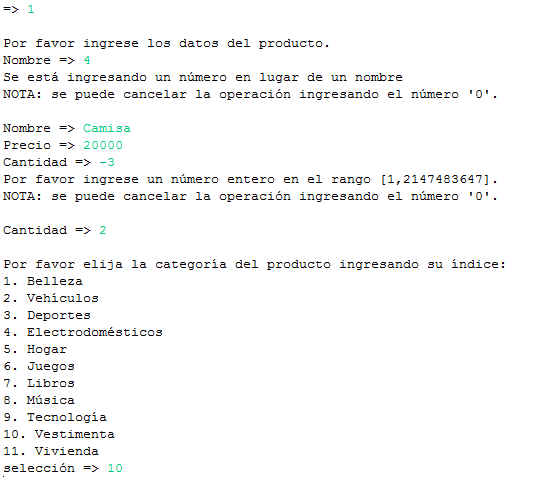 => 1
Por favor ingrese los datos del producto.
Nombre => 4
Se está ingresando un número en lugar de un nombre
NOTA: se puede cancelar la operación ingresando el número '0'.
Nombre => Camisa
Precio => 20000
Cantidad => -3
Por favor ingrese un número entero en el rango [1,2147483647].
NOTA: se puede cancelar la operación ingresando el número '0'.
Cantidad => 2
Por favor elija la categoría del producto ingresando su índice:
1. Belleza
2. Vehículos
3. Deportes
4. Electrodomésticos
5. Hogar
6. Juegos
7. Libros
8. Música
9. Tecnología
10. Vestimenta
11. Vivienda
selección => 10